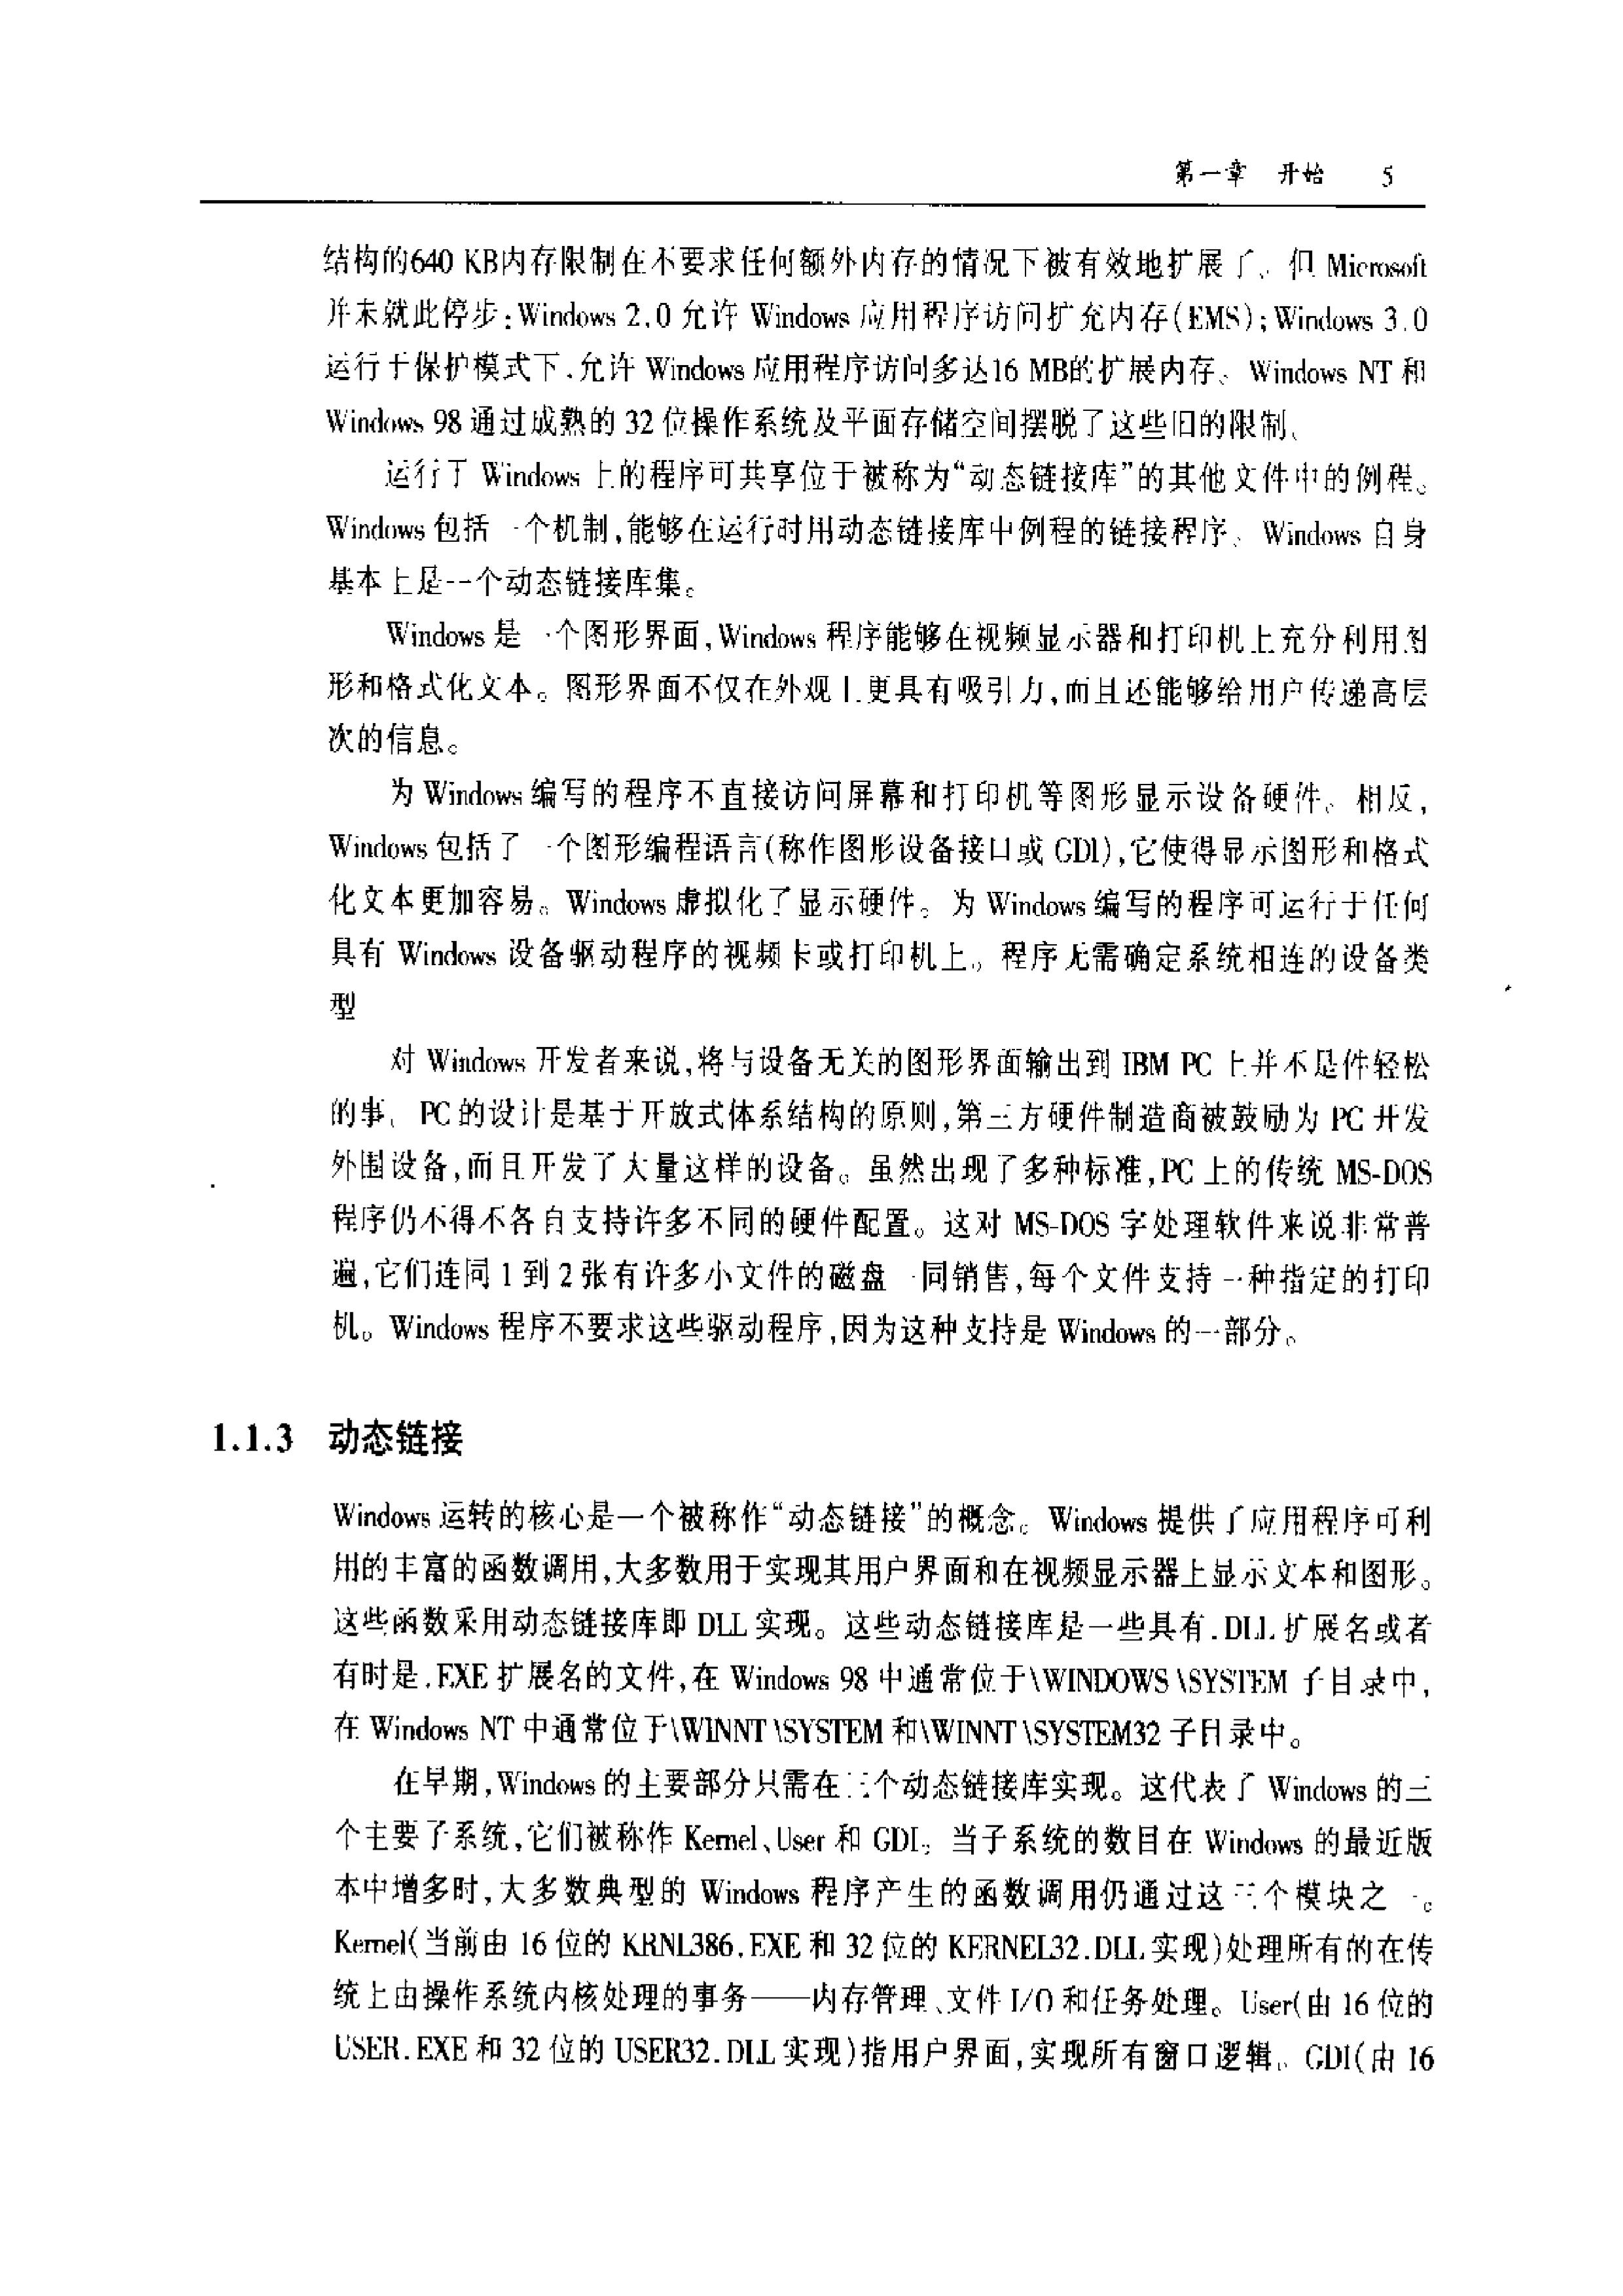 第一章 开始 5
结构的640 KB内存限制在不要求任何额外内存的情况下被有效地扩展了。但 Microsoft
并未就此停步:Windows 2.0 允许 Windows 应用程序访问扩充内存(EMS);Windows 3.0
运行于保护模式下,允许 Windows 应用程序访问多达16 MB的扩展内存。Windows NT 和
Windows 98 通过成熟的 32 位操作系统及平面存储空间摆脱了这些旧的限制。
运行于 Windows 上的程序可共享位于被称为“动态链接库”的其他文件中的例程。
Windows 包括一个机制,能够在运行时用动态链接库中例程的链接程序。Windows 自身
基本上是一个动态链接库集。
Windows 是一个图形界面,Windows 程序能够在视频显示器和打印机上充分利用图
形和格式化文本。图形界面不仅在外观上更具有吸引力,而且还能够给用户传递高层
次的信息。
为 Windows 编写的程序不直接访问屏幕和打印机等图形显示设备硬件。相反,
Windows 包括了一个图形编程语言(称作图形设备接口或 GDI),它使得显示图形和格式
化文本更加容易。Windows 虚拟化了显示硬件。为 Windows 编写的程序可运行于任何
具有 Windows 设备驱动程序的视频卡或打印机上。程序无需确定系统相连的设备类
型
对 Windows 开发者来说,将与设备无关的图形界面输出到 IBM PC 上并不是件轻松
的事。PC 的设计是基于开放式体系结构的原则,第三方硬件制造商被鼓励为 PC 开发
外围设备,而且开发了大量这样的设备。虽然出现了多种标准,PC 上的传统 MS-DOS
程序仍不得不各自支持许多不同的硬件配置。这对 MS-DOS 字处理软件来说非常普
遍,它们连同 1 到 2 张有许多小文件的磁盘一同销售,每个文件支持一种指定的打印
机。Windows 程序不要求这些驱动程序,因为这种支持是 Windows 的一部分。
1.1.3 动态链接
Windows 运转的核心是一个被称作“动态链接”的概念。Windows 提供了应用程序可利
用的丰富的函数调用,大多数用于实现其用户界面和在视频显示器上显示文本和图形。
这些函数采用动态链接库即 DLL 实现。这些动态链接库是一些具有.DLL 扩展名或者
有时是.EXE 扩展名的文件,在 Windows 98 中通常位于\WINDOWS\SYSTEM 子目录中,
在 Windows NT 中通常位于\WINNT\SYSTEM 和\WINNT\SYSTEM32 子目录中。
在早期,Windows 的主要部分只需在三个动态链接库实现。这代表了 Windows 的三
个主要子系统,它们被称作 Kernel、User 和 GDI。当子系统的数目在 Windows 的最近版
本中增多时,大多数典型的 Windows 程序产生的函数调用仍通过这三个模块之一。
Kernel(当前由 16 位的 KRNL386.EXE 和 32 位的 KERNEL32.DLL 实现)处理所有的在传
统上由操作系统内核处理的事务——内存管理、文件 I/O 和任务处理。User(由 16 位的
USER.EXE 和 32 位的 USER32.DLL 实现)指用户界面,实现所有窗口逻辑。GDI(由 16